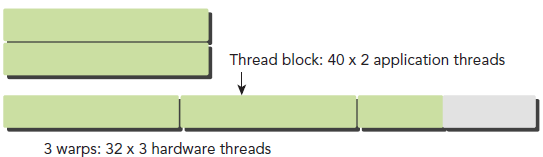 Thread block: 40 x 2 application threads
3 warps: 32 x 3 hardware threads